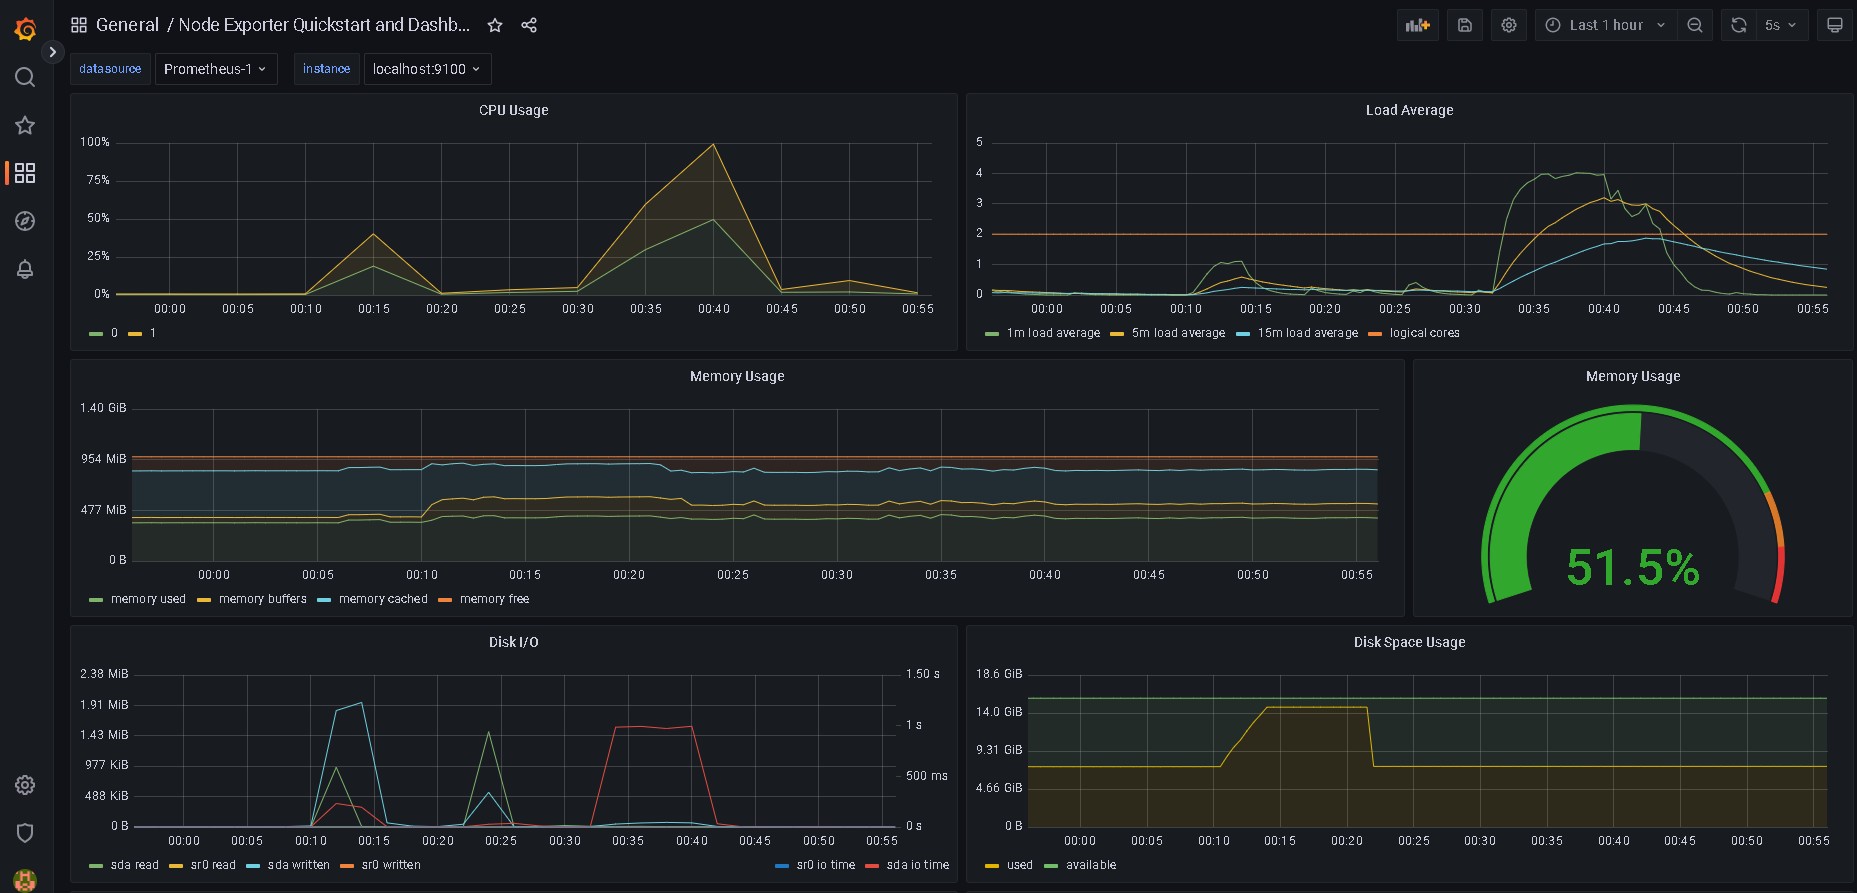 General / Node Exporter Quickstart and Dashb...
Last 1 hour
5s
datasource Prometheus-1 instance localhost:9100
CPU Usage
100%
75%
50%
25%
0%
00:00 00:05 00:10 00:15 00:20 00:25 00:30 00:35 00:40 00:45 00:50 00:55
0 1
Load Average
5
4
3
2
1
0
00:00 00:05 00:10 00:15 00:20 00:25 00:30 00:35 00:40 00:45 00:50 00:55
1m load average 5m load average 15m load average logical cores
Memory Usage
1.40 GiB
954 MiB
477 MiB
0 B
00:00 00:05 00:10 00:15 00:20 00:25 00:30 00:35 00:40 00:45 00:50 00:55
memory used memory buffers memory cached memory free
Memory Usage
51.5%
Disk I/O
2.38 MiB
1.91 MiB
1.43 MiB
977 KiB
488 KiB
0 B
1.50 s
1 s
500 ms
0 s
00:00 00:05 00:10 00:15 00:20 00:25 00:30 00:35 00:40 00:45 00:50 00:55
sda read sr0 read sda written sr0 written sr0 io time sda io time
Disk Space Usage
18.6 GiB
14.0 GiB
9.31 GiB
4.66 GiB
0 B
00:00 00:05 00:10 00:15 00:20 00:25 00:30 00:35 00:40 00:45 00:50 00:55
used available